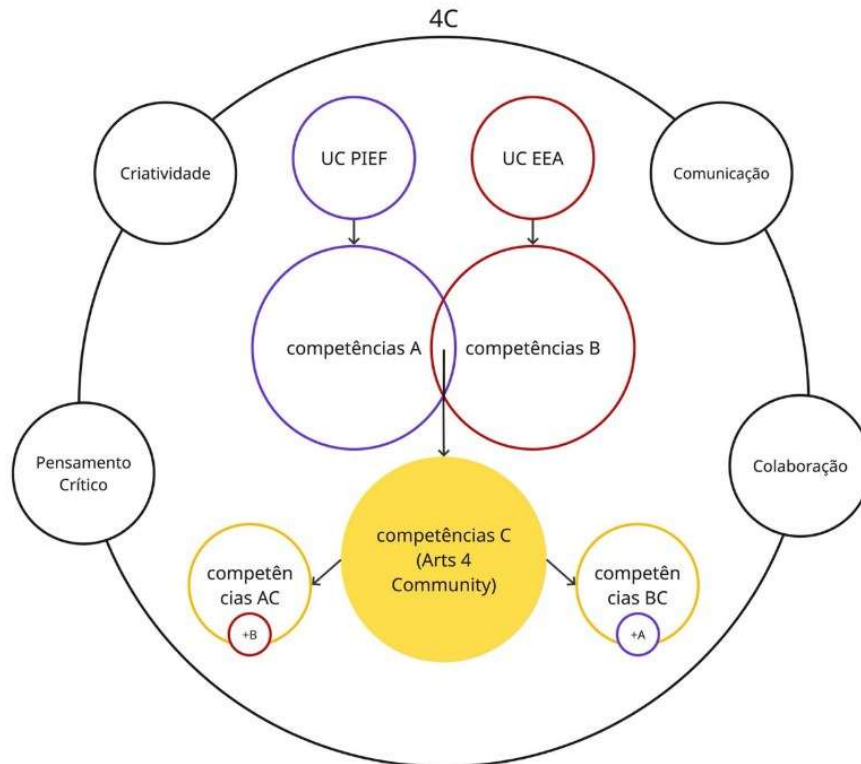 4C
Criatividade
UC PIEF
UC EEA
Comunicação
competências A
competências B
Pensamento
Crítico
Colaboração
competências C
(Arts 4
Community)
competên
cias AC
+B
competên
cias BC
+A